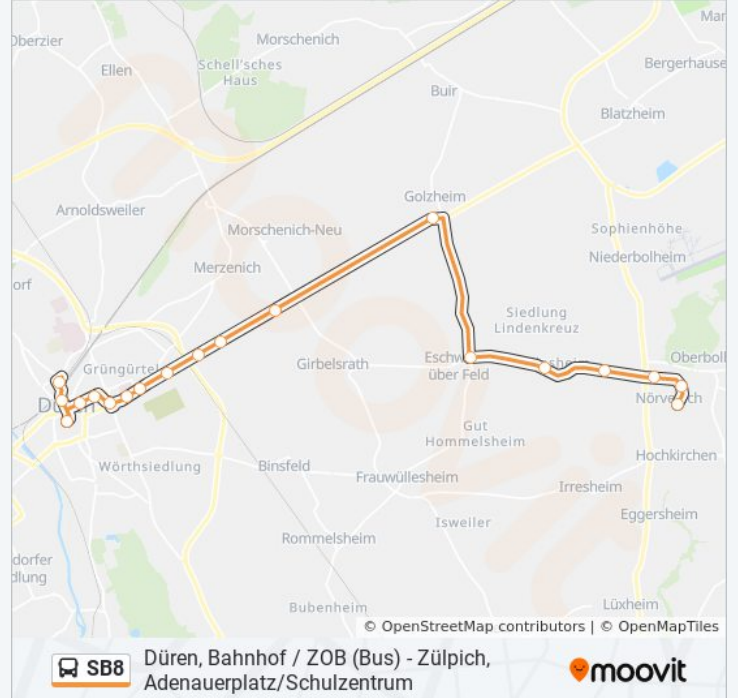 Mar
Oberzier
Morschenich
Schell'sches
Haus
Ellen
Bergerhause
Buir
Blatzheim
Golzheim
Arnoldsweiler
Sophienhöhe
Morschenich-Neu
Niederbolheim
Merzenich
orf
Siedlung
Lindenkreuz
Grüngürtel
Girbelsrath
Eschw
über Feld
Oberboll
Nörven
Gut
Hommelsheim
Hochkirchen
Wörthsiedlung
Binsfeld
Frauwüllesheim
Irresheim
Isweiler
Eggersheim
Rommelsheim
dorfer
dlung
Bubenheim
Lüxheim
© OpenStreetMap contributors | © OpenMapTiles
SB8
Düren, Bahnhof / ZOB (Bus) - Zülpich,
Adenauerplatz/Schulzentrum
moovit